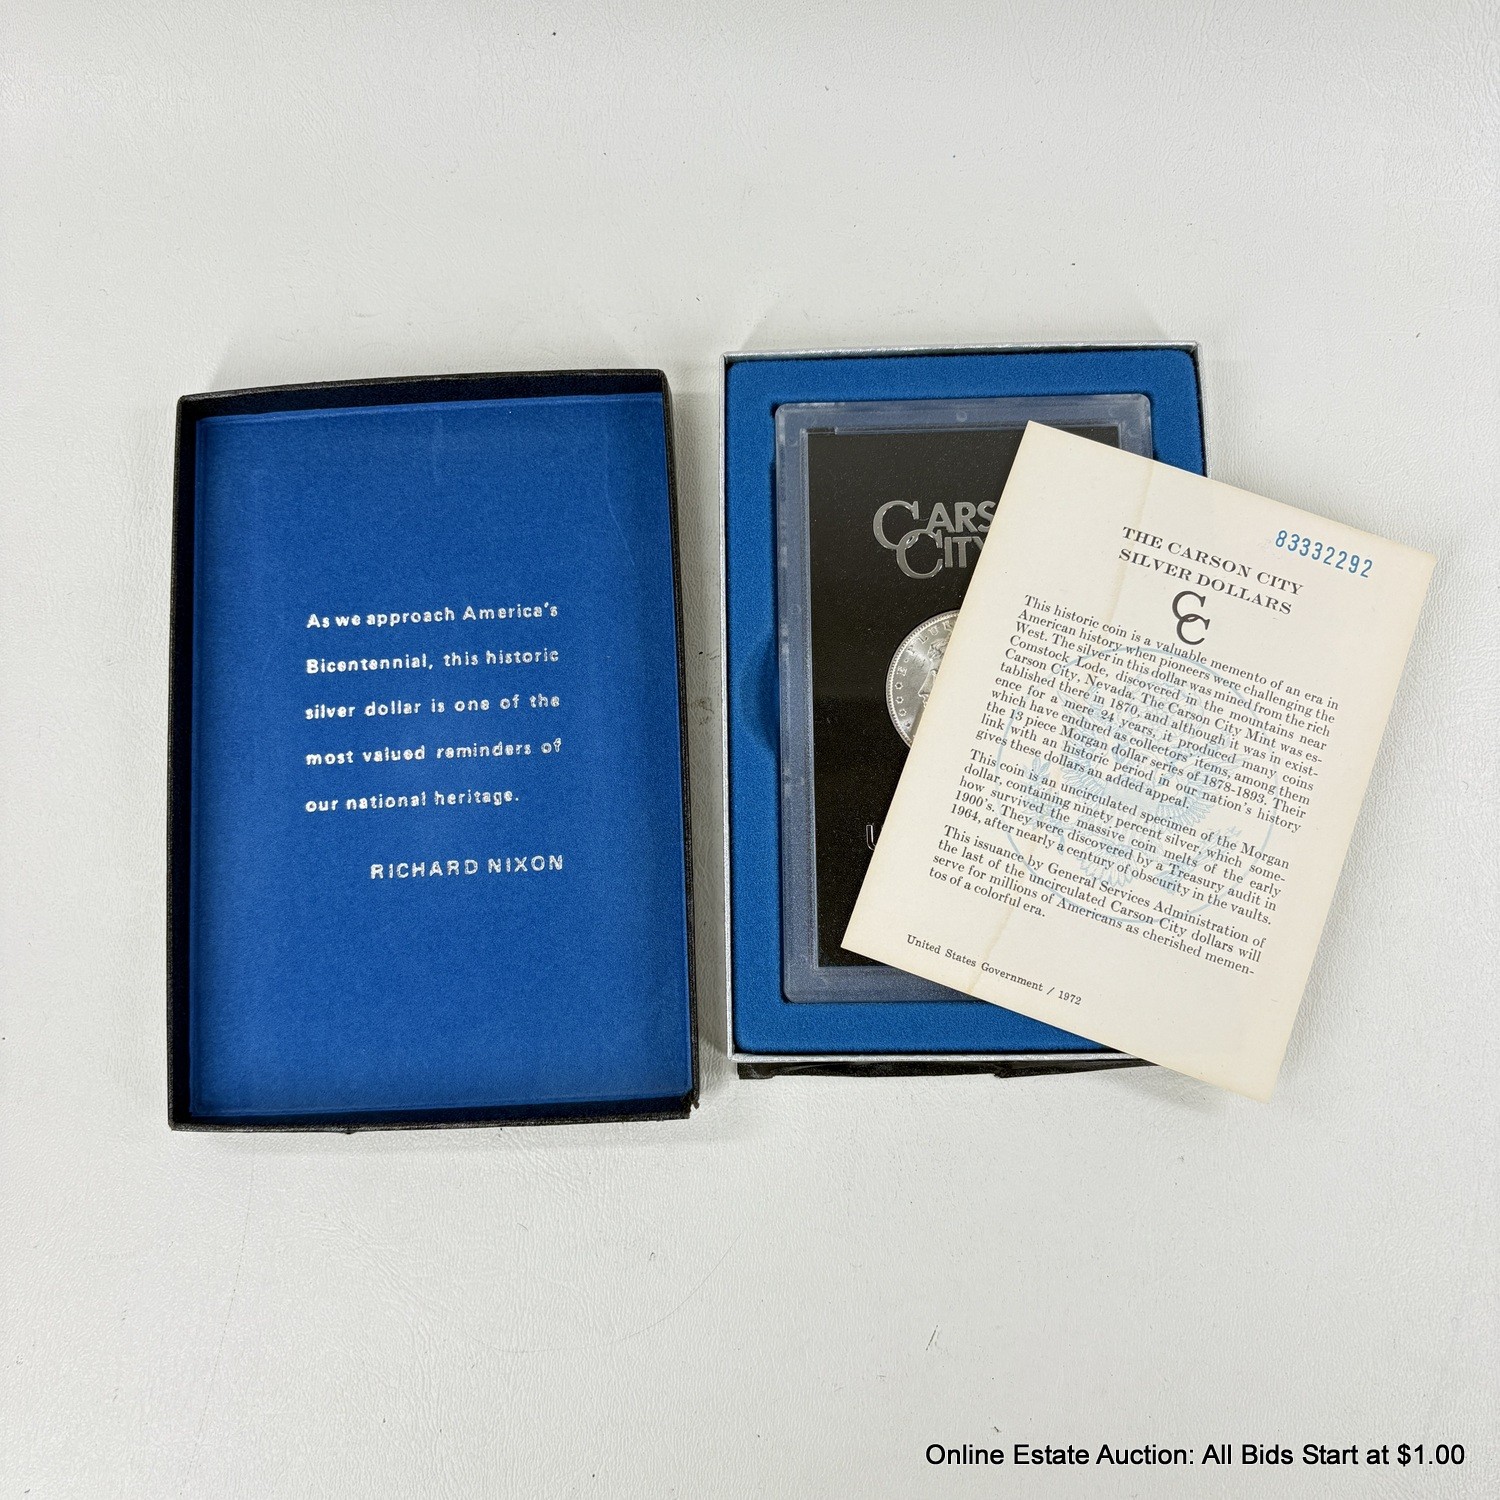 As we approach America's
Bicentennial, this historic
silver dollar is one of the
most valued reminders of
our national heritage.
RICHARD NIXON
CARS
CITY
83332292
THE CARSON CITY
SILVER DOLLARS
CC
This historic coin is a valuable memento of an era in
American history when pioneers were challenging the
West. The silver in this dollar was mined from the rich
Comstock Lode, discovered in the mountains near
Carson City, Nevada. The Carson City Mint was es-
tablished there in 1870, and although it was in exist-
ence for a mere 24 years, it produced many coins
which have endured as collectors' items, among them
the 13 piece Morgan dollar series of 1878-1893. Their
link with an historic period in our nation's history
gives these dollars an added appeal.
This coin is an uncirculated specimen of the Morgan
dollar, containing ninety percent silver, which some-
how survived the massive coin melts of the early
1900's. They were discovered by a Treasury audit in
1964, after nearly a century of obscurity in the vaults.
This issuance by General Services Administration of
the last of the uncirculated Carson City dollars will
serve for millions of Americans as cherished memen-
tos of a colorful era.
United States Government / 1972
Online Estate Auction: All Bids Start at $1.00